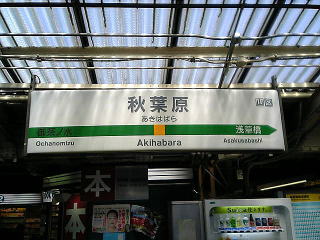 秋葉原
あきはばら
御茶ノ水
浅草橋
Ochanomizu
Akihabara
Asakusabashi
本
本